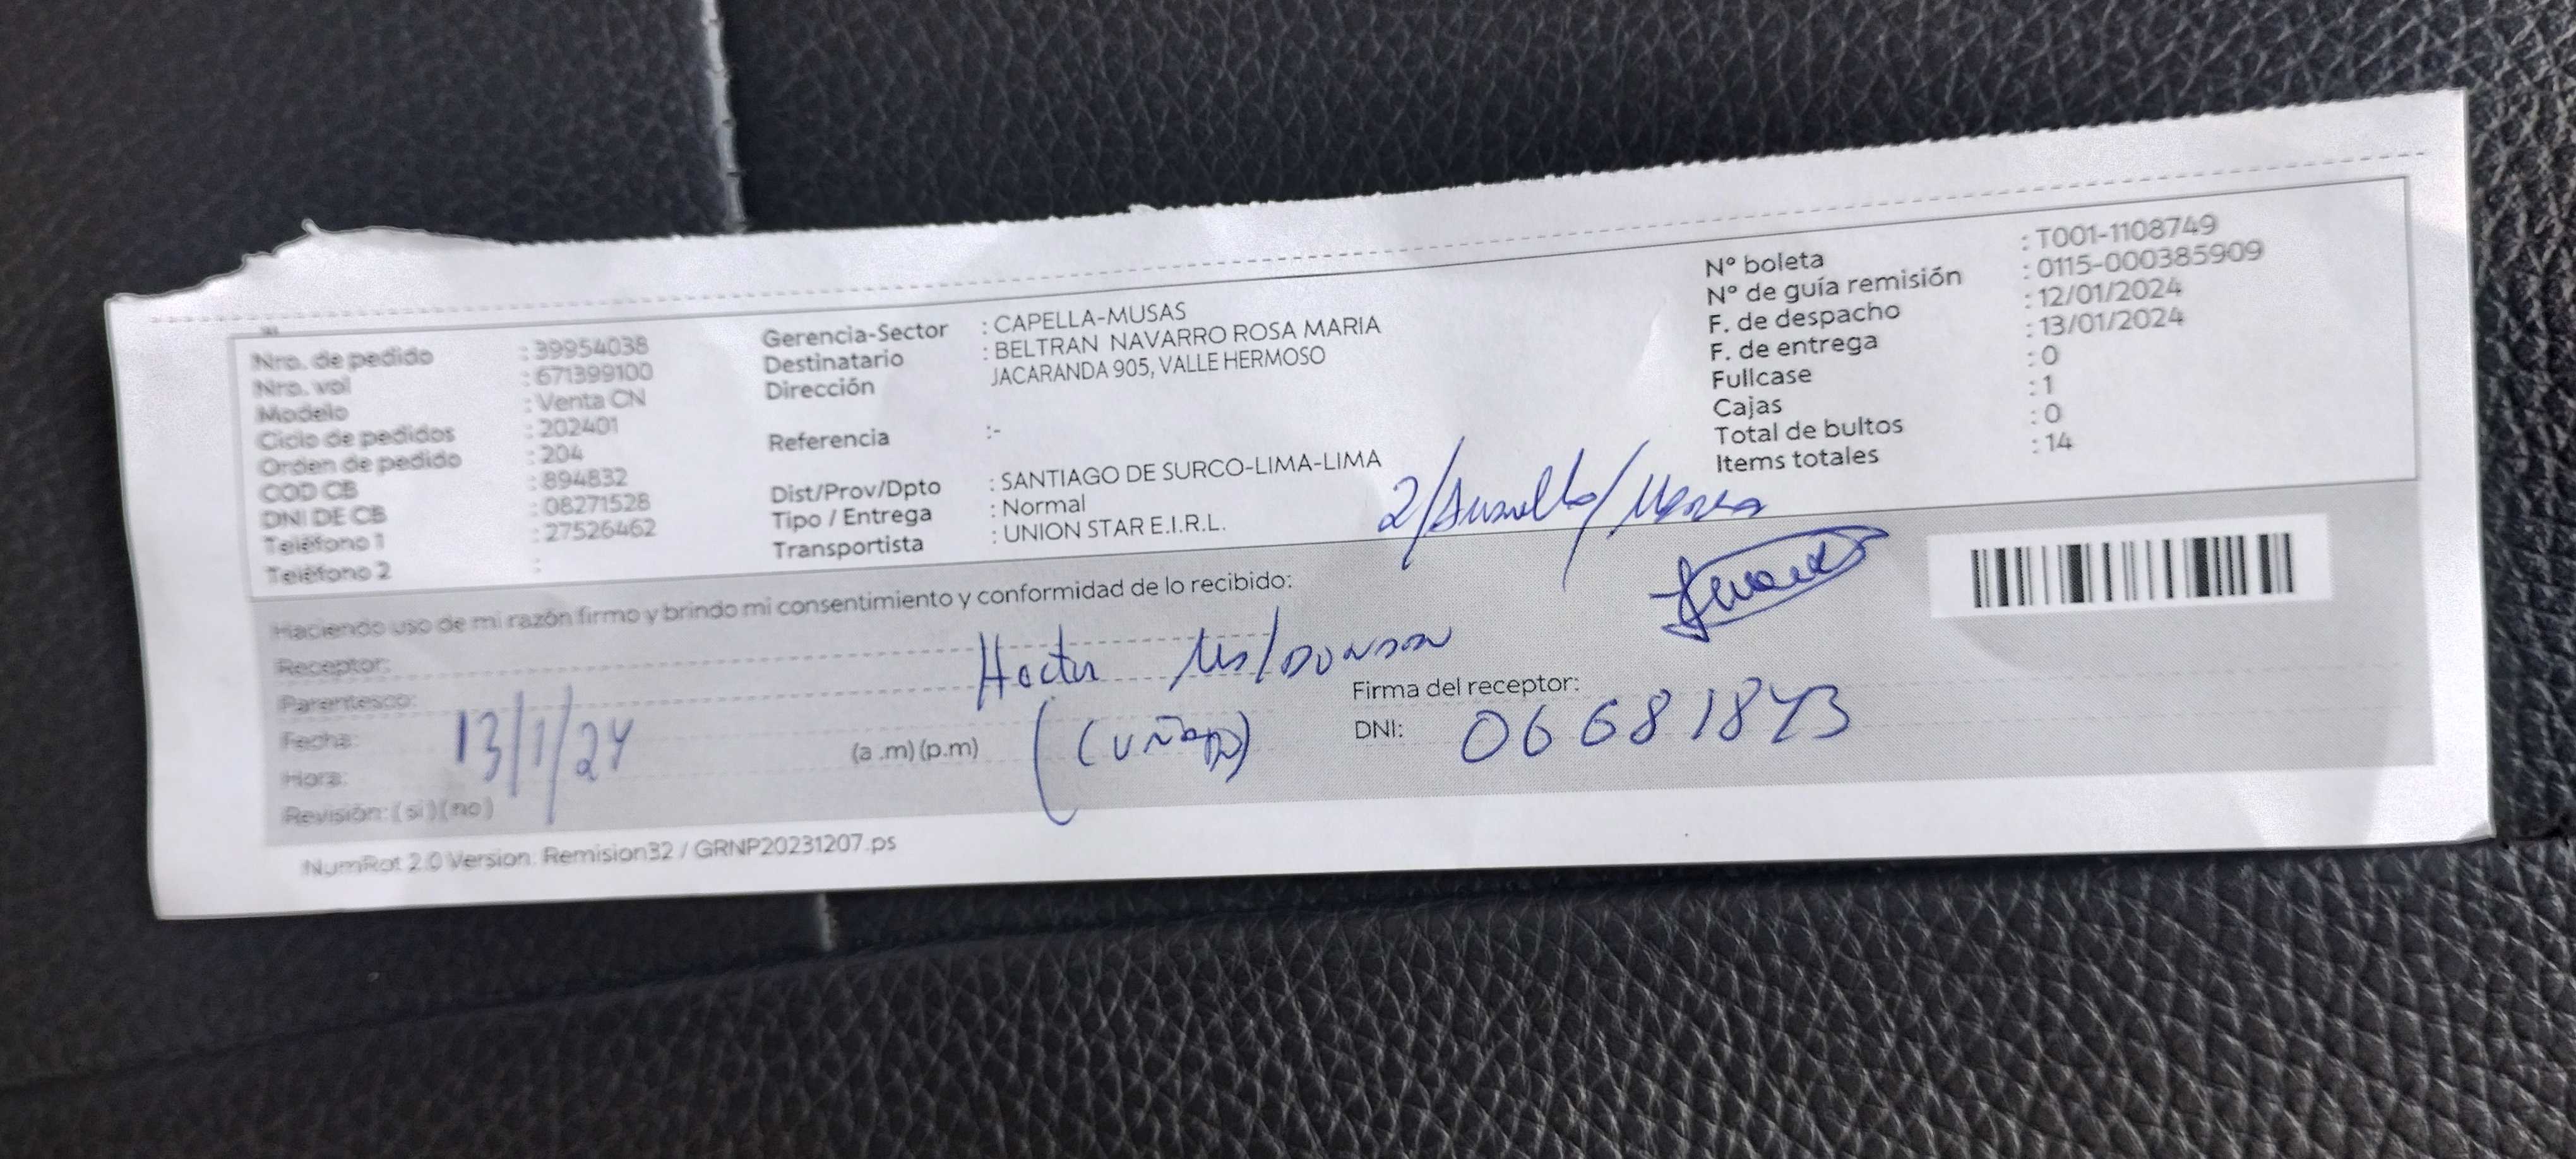 Nro. de pedido : 39954038
Nro. vol : 671399100
Modelo : Venta CN
Ciclo de pedidos : 202401
Orden de pedido : 204
COD CB : 894832
DNI DE CB : 08271528
Teléfono 1 : 27526462
Teléfono 2 :
Gerencia-Sector : CAPELLA-MUSAS
Destinatario : BELTRAN NAVARRO ROSA MARIA
Dirección JACARANDA 905, VALLE HERMOSO
Referencia :-
Dist/Prov/Dpto : SANTIAGO DE SURCO-LIMA-LIMA
Tipo / Entrega : Normal
Transportista : UNION STAR E.I.R.L.
N° boleta : T001-1108749
N° de guía remisión : 0115-000385909
F. de despacho : 12/01/2024
F. de entrega : 13/01/2024
Fullcase : 0
Cajas : 1
Total de bultos : 0
Items totales : 14
Haciendo uso de mi razón firmo y brindo mi consentimiento y conformidad de lo recibido:
Receptor:
Parentesco:
Fecha: 13/1/24
Hora: (a .m) (p.m)
Revisión: ( si ) ( no )
Firma del receptor:
DNI: 06681843
NumRot 2.0 Version: Remision32 / GRNP20231207.ps